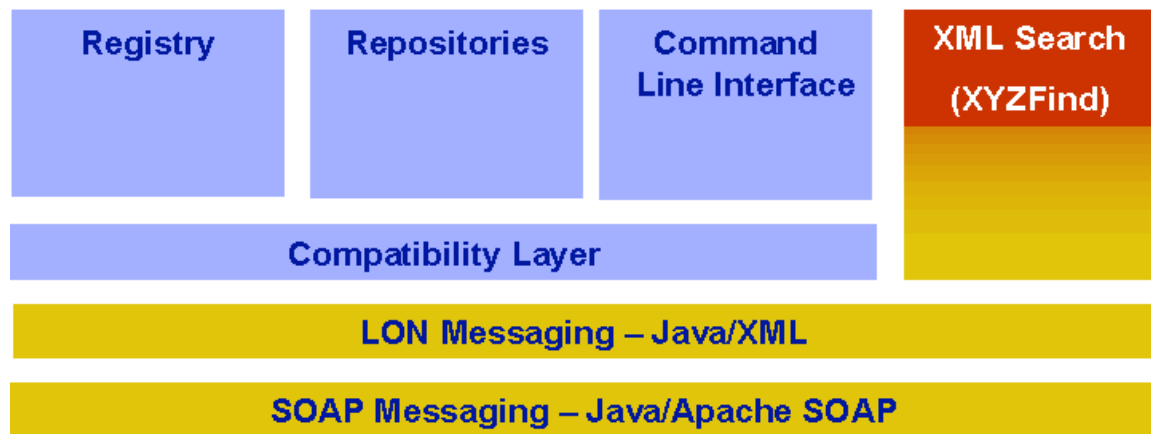 Registry
Repositories
Command
Line Interface
XML Search
(XYZFind)
Compatibility Layer
LON Messaging – Java/XML
SOAP Messaging – Java/Apache SOAP